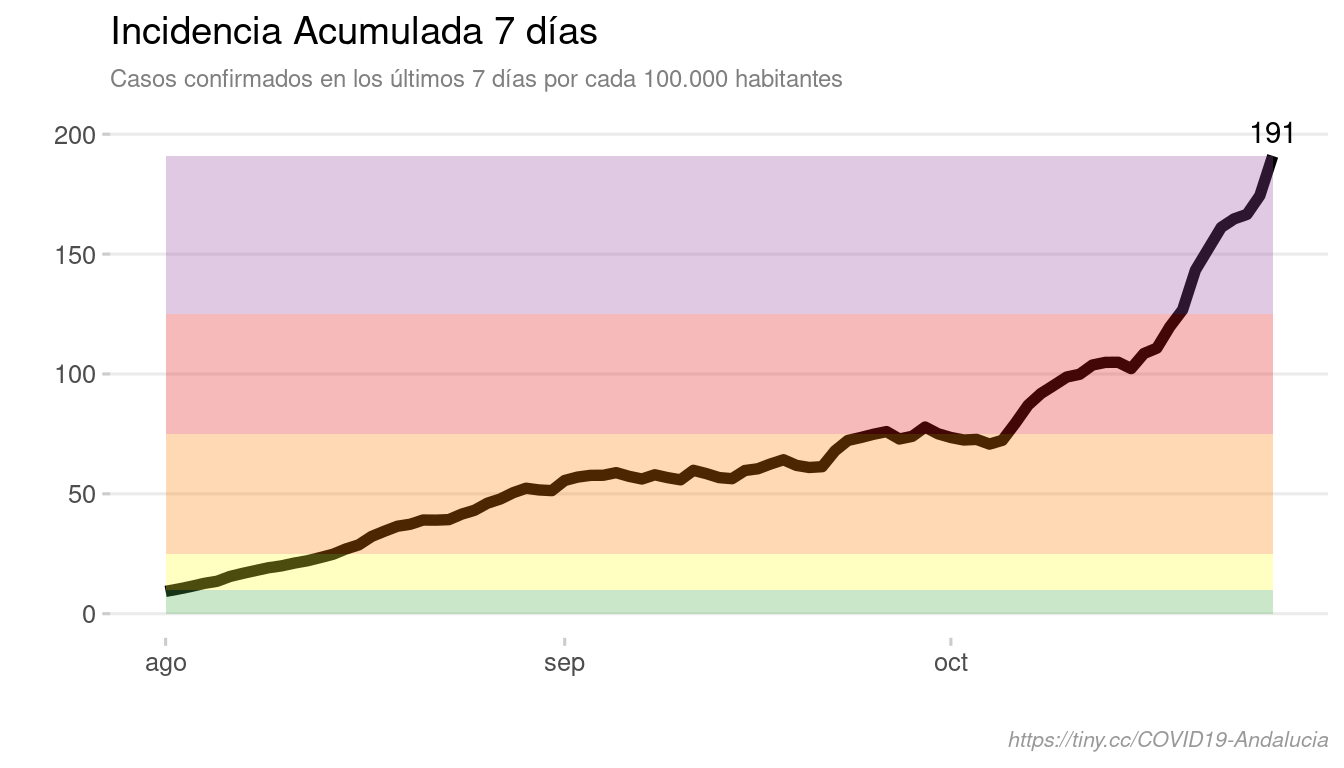 Incidencia Acumulada 7 días
Casos confirmados en los últimos 7 días por cada 100.000 habitantes
191
200
150
100
50
0
ago sep oct
https://tiny.cc/COVID19-Andalucia